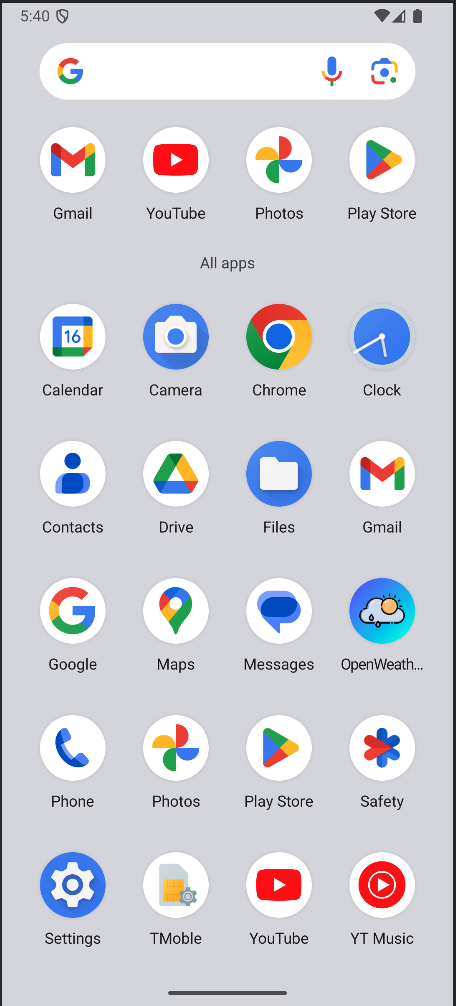 5:40
Gmail
YouTube
Photos
Play Store
All apps
16
Calendar
Camera
Chrome
Clock
Contacts
Drive
Files
Gmail
Google
Maps
Messages
OpenWeath...
Phone
Photos
Play Store
Safety
Settings
TMoble
YouTube
YT Music